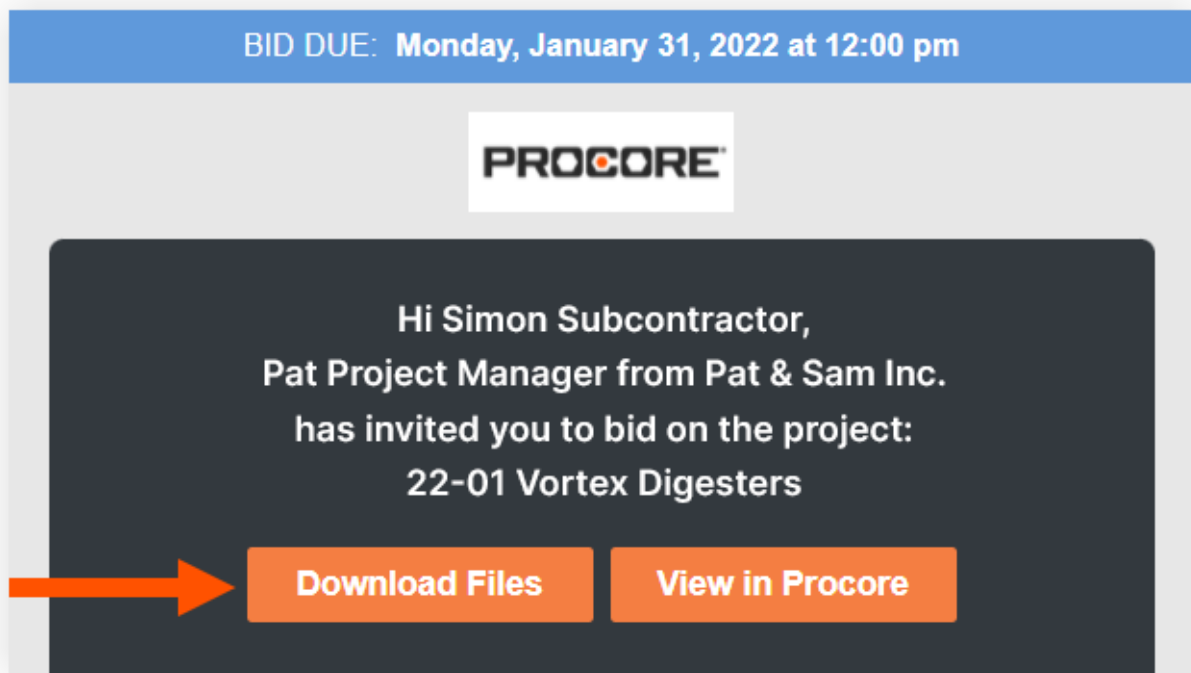 BID DUE: Monday, January 31, 2022 at 12:00 pm
PROCORE
Hi Simon Subcontractor,
Pat Project Manager from Pat & Sam Inc.
has invited you to bid on the project:
22-01 Vortex Digesters
Download Files View in Procore